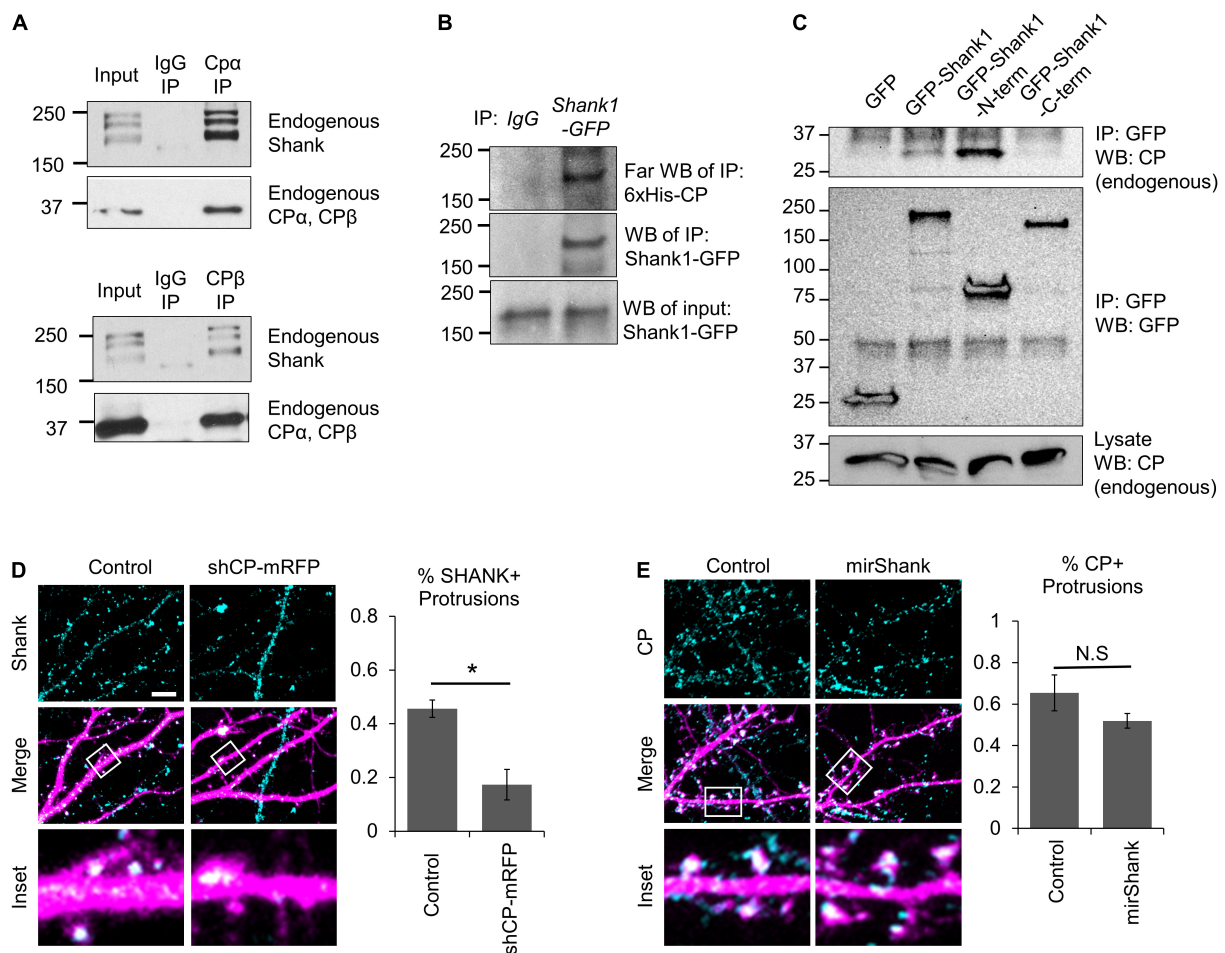 A
Input
IgG
IP
Cpα
IP
250
150
Endogenous
Shank
37
Endogenous
CPα, CPβ
Input
IgG
IP
CPβ
IP
250
150
Endogenous
Shank
37
Endogenous
CPα, CPβ
B
IP: IgG
Shank1
-GFP
250
150
Far WB of IP:
6xHis-CP
250
150
WB of IP:
Shank1-GFP
250
150
WB of input:
Shank1-GFP
C
GFP
GFP-Shank1
GFP-Shank1
-N-term
GFP-Shank1
-C-term
37
25
IP: GFP
WB: CP
(endogenous)
250
150
100
75
50
37
25
IP: GFP
WB: GFP
37
25
Lysate
WB: CP
(endogenous)
D
Control
shCP-mRFP
Shank
Merge
Inset
% SHANK+
Protrusions
0.8
0.6
0.4
0.2
0
*
Control
shCP-mRFP
E
Control
mirShank
CP
Merge
Inset
% CP+
Protrusions
1
0.8
0.6
0.4
0.2
0
N.S
Control
mirShank